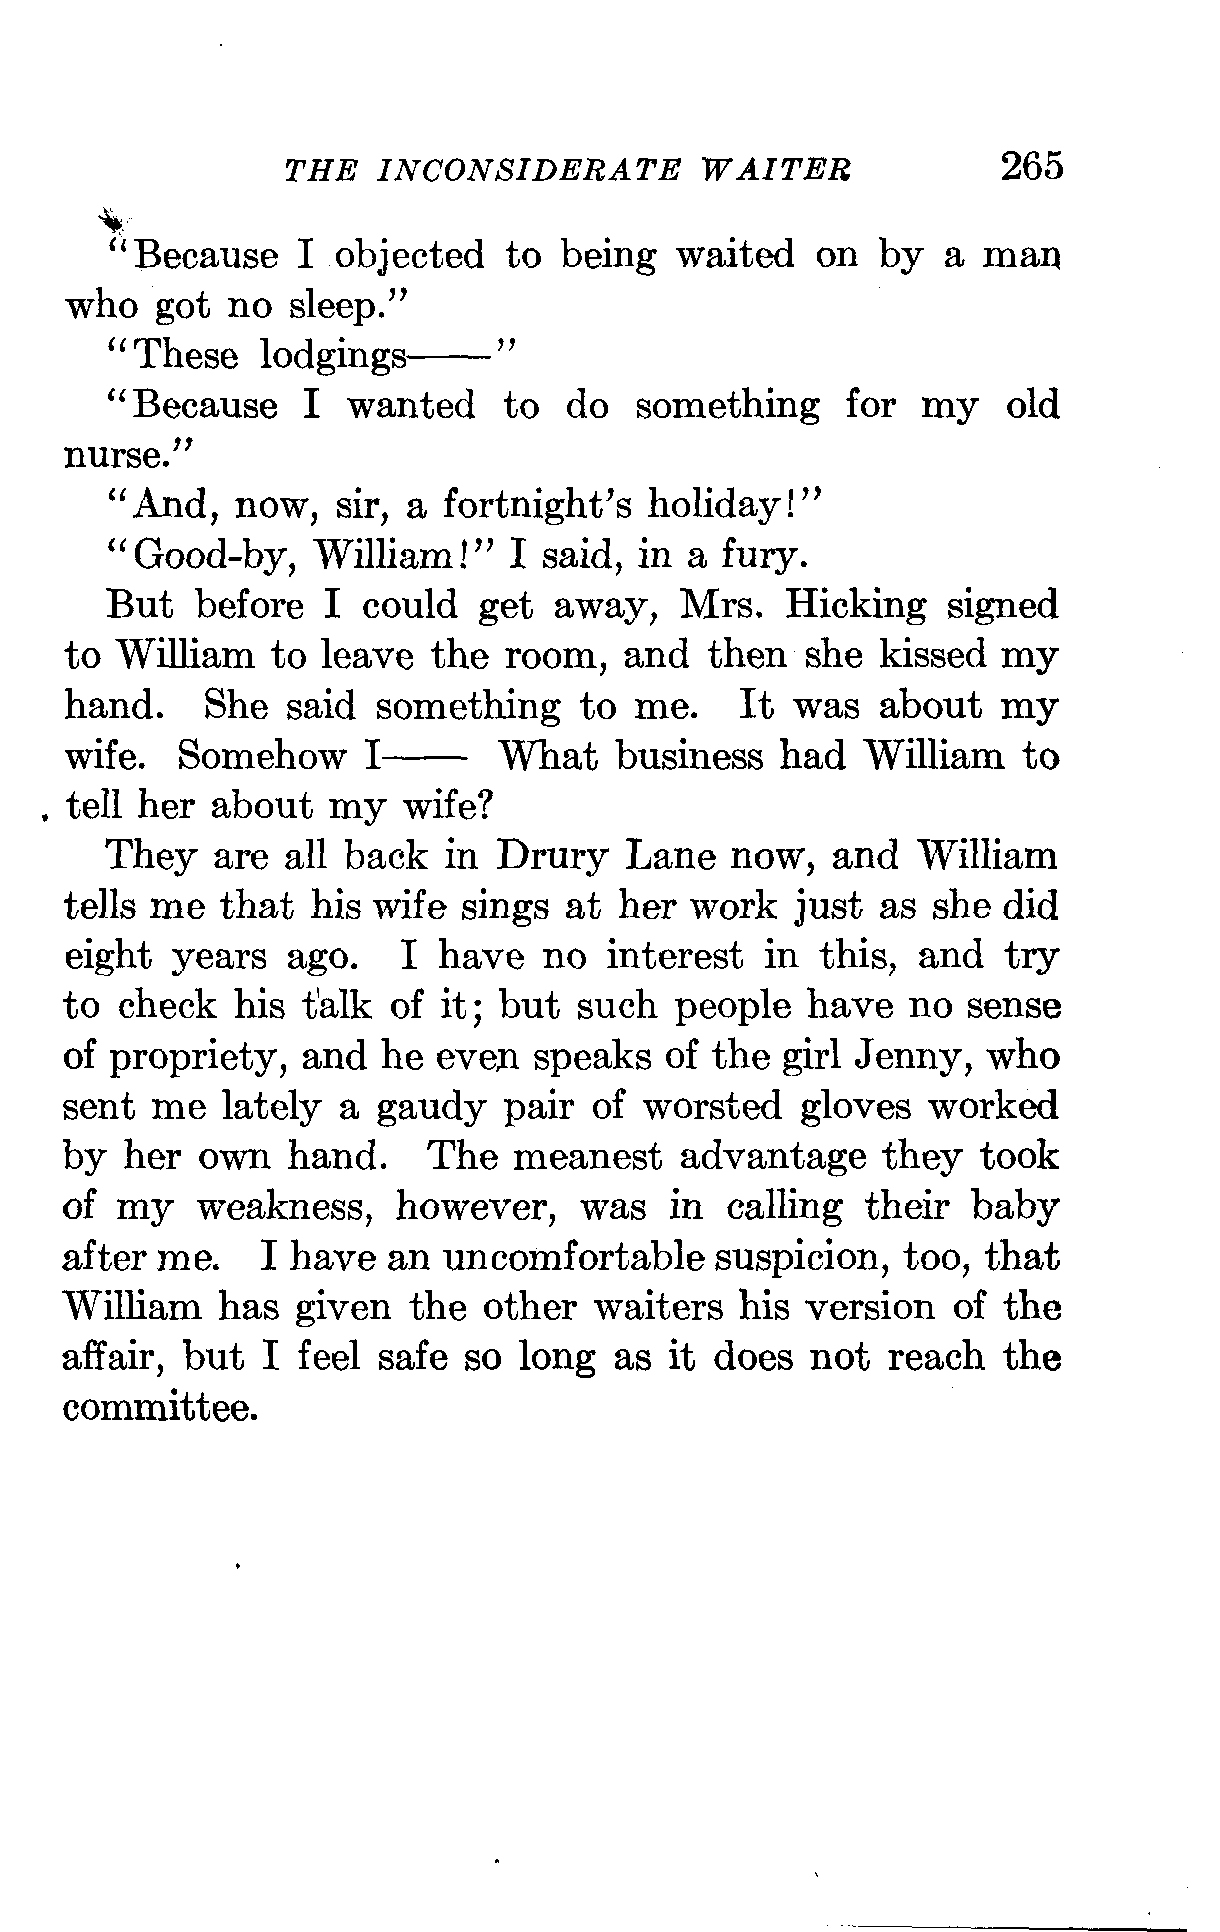 THE INCONSIDERATE WAITER 265
"Because I objected to being waited on by a man
who got no sleep."
"These lodgings——"
"Because I wanted to do something for my old
nurse."
"And, now, sir, a fortnight's holiday!"
"Good-by, William!" I said, in a fury.
But before I could get away, Mrs. Hicking signed
to William to leave the room, and then she kissed my
hand. She said something to me. It was about my
wife. Somehow I—— What business had William to
tell her about my wife?
They are all back in Drury Lane now, and William
tells me that his wife sings at her work just as she did
eight years ago. I have no interest in this, and try
to check his talk of it; but such people have no sense
of propriety, and he even speaks of the girl Jenny, who
sent me lately a gaudy pair of worsted gloves worked
by her own hand. The meanest advantage they took
of my weakness, however, was in calling their baby
after me. I have an uncomfortable suspicion, too, that
William has given the other waiters his version of the
affair, but I feel safe so long as it does not reach the
committee.